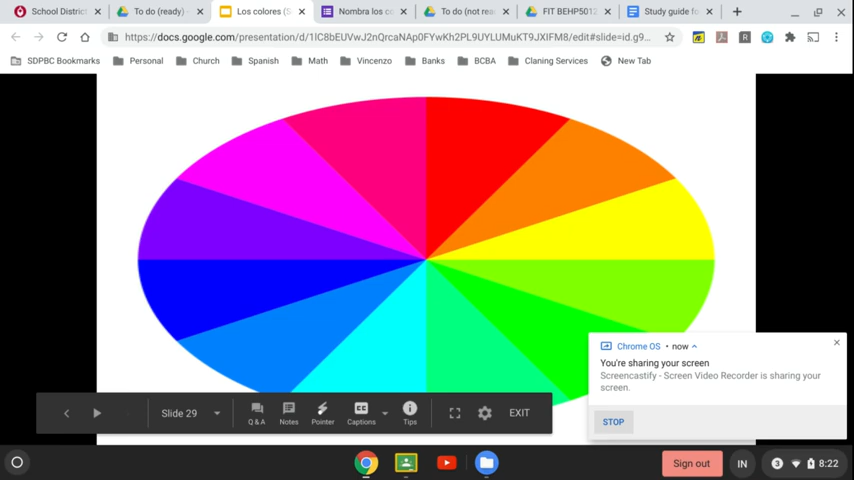 School District
To do (ready) -
Los colores (S
Nombra los co
To do (not rea
FIT BEHP5012
Study guide fo
https://docs.google.com/presentation/d/1lC8bEUVwJ2nQrcaNAp0FYwKh2PL9UYLUMuKT9JXIFM8/edit#slide=id.g9...
SDPBC Bookmarks
Personal
Church
Spanish
Math
Vincenzo
Banks
BCBA
Claning Services
New Tab
Chrome OS • now
You're sharing your screen
Screencastify - Screen Video Recorder is sharing your
screen.
STOP
Slide 29
Q & A
Notes
Pointer
CC
Captions
Tips
EXIT
Sign out
IN
3
8:22